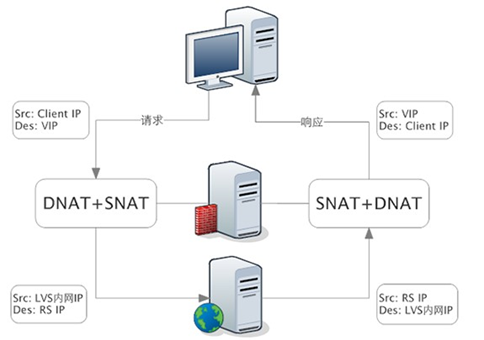 Src: Client IP
Des: VIP
请求
响应
Src: VIP
Des: Client IP
DNAT+SNAT
SNAT+DNAT
Src: LVS内网IP
Des: RS IP
Src: RS IP
Des: LVS内网IP